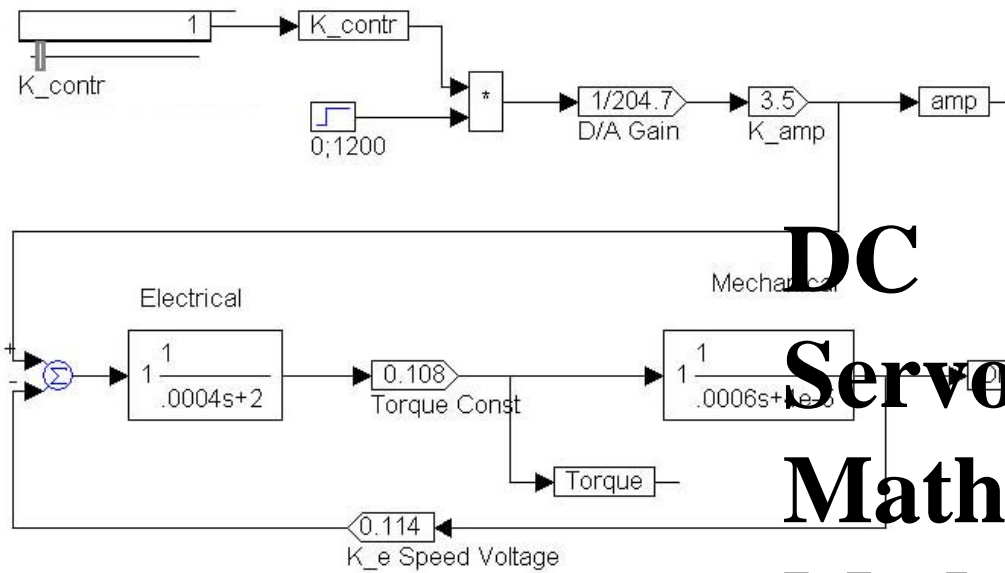 1
K_contr
K_contr
*
0;1200
1/204.7
D/A Gain
3.5
K_amp
amp
DC
Servo
Math
Electrical
Mechanical
+
-
Σ
1
1
.0004s+2
0.108
Torque Const
1
1
Torque
0.114
K_e Speed Voltage